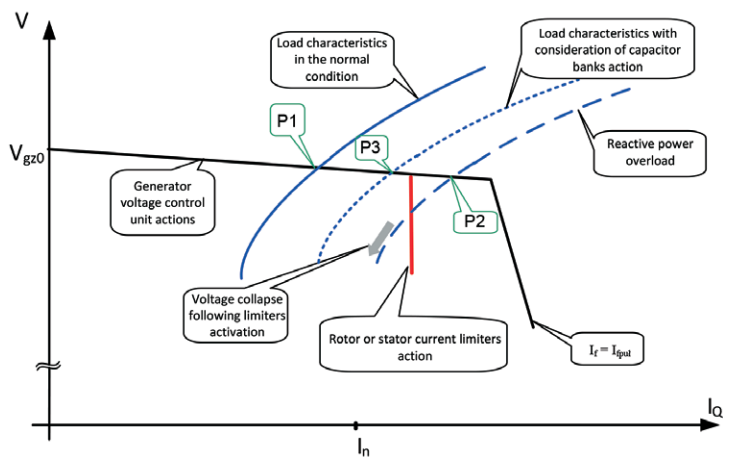 V
Load characteristics
in the normal
condition
Load characteristics with
consideration of capacitor
banks action
P1
P3
Reactive power
overload
Vgz0
Generator
voltage control
unit actions
P2
Voltage collapse
following limiters
activation
Rotor or stator current limiters
action
If = Ifpul
IQ
In